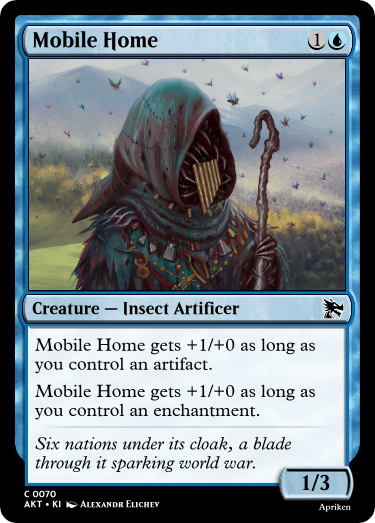 Mobile Home 1
Creature — Insect Artificer
Mobile Home gets +1/+0 as long as
you control an artifact.
Mobile Home gets +1/+0 as long as
you control an enchantment.
Six nations under its cloak, a blade
through it sparking world war.
1/3
C 0070
AKT • KI Alexandr Elichev
Apriken